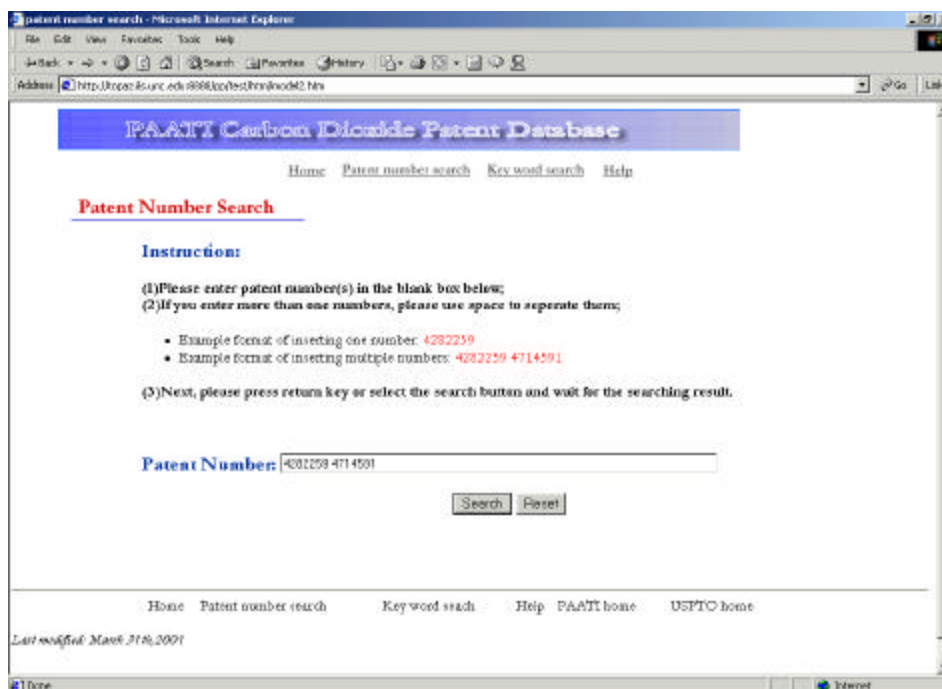 patent number search - Microsoft Internet Explorer
File Edit View Favorites Tools Help
Back Search Favorites History
Address Go Link
PAATI Carbon Dioxide Patent Database
Home Patent number search Key word search Help
Patent Number Search
Instruction:
(1)Please enter patent number(s) in the blank box below;
(2)If you enter more than one numbers, please use space to seperate them;
• Example format of inserting one number: 4282259
• Example format of inserting multiple numbers: 4282259 4714591
(3)Next, please press return key or select the search button and wait for the searching result.
Patent Number: 4282259 4714591
Search Reset
Home Patent number search Key word seach Help PAATI home USPTO home
Last modified: March 31th,2001
Done Internet